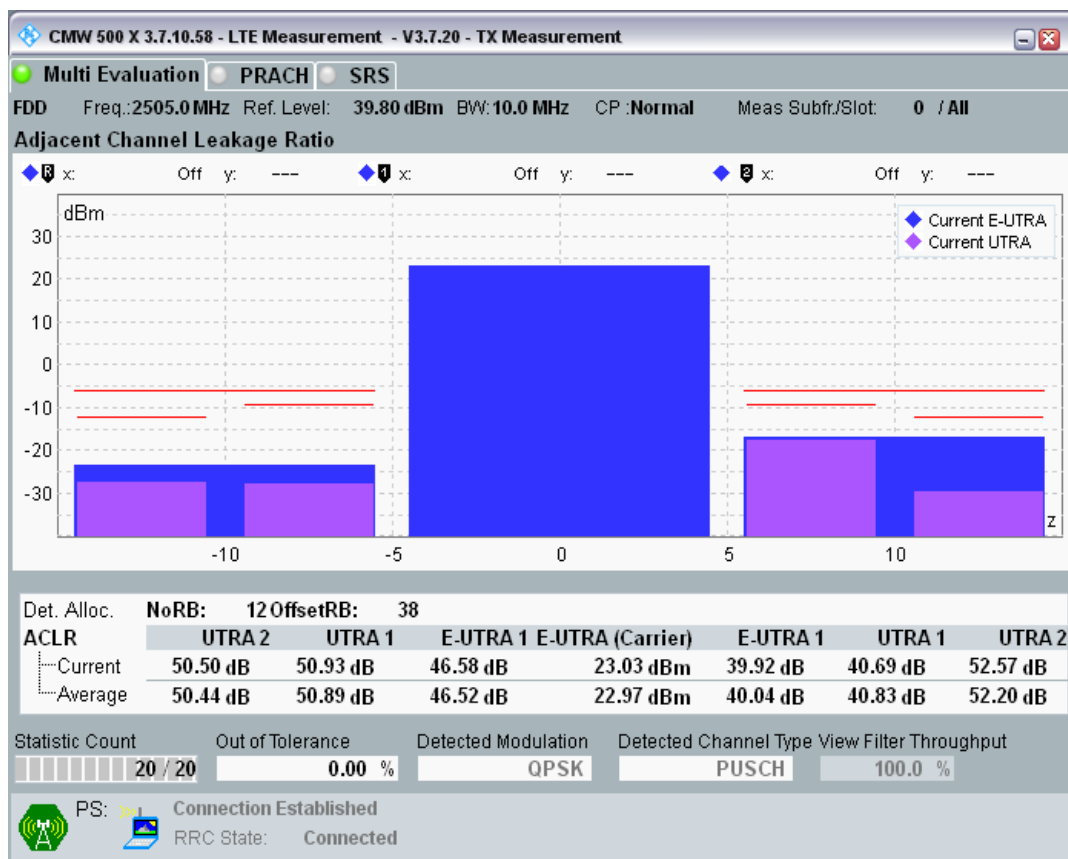 CMW 500 X 3.7.10.58 - LTE Measurement - V3.7.20 - TX Measurement
Multi Evaluation PRACH SRS
FDD Freq.:2505.0 MHz Ref. Level: 39.80 dBm BW: 10.0 MHz CP :Normal Meas Subfr./Slot: 0 / All
Adjacent Channel Leakage Ratio
R x: Off y: --- 1 x: Off y: --- 2 x: Off y: ---
dBm
Current E-UTRA
Current UTRA
30
20
10
0
-10
-20
-30
z
-10 -5 0 5 10
Det. Alloc. NoRB: 12 OffsetRB: 38
ACLR UTRA 2 UTRA 1 E-UTRA 1 E-UTRA (Carrier) E-UTRA 1 UTRA 1 UTRA 2
Current 50.50 dB 50.93 dB 46.58 dB 23.03 dBm 39.92 dB 40.69 dB 52.57 dB
Average 50.44 dB 50.89 dB 46.52 dB 22.97 dBm 40.04 dB 40.83 dB 52.20 dB
Statistic Count Out of Tolerance Detected Modulation Detected Channel Type View Filter Throughput
20 / 20 0.00 % QPSK PUSCH 100.0 %
PS: Connection Established
RRC State: Connected